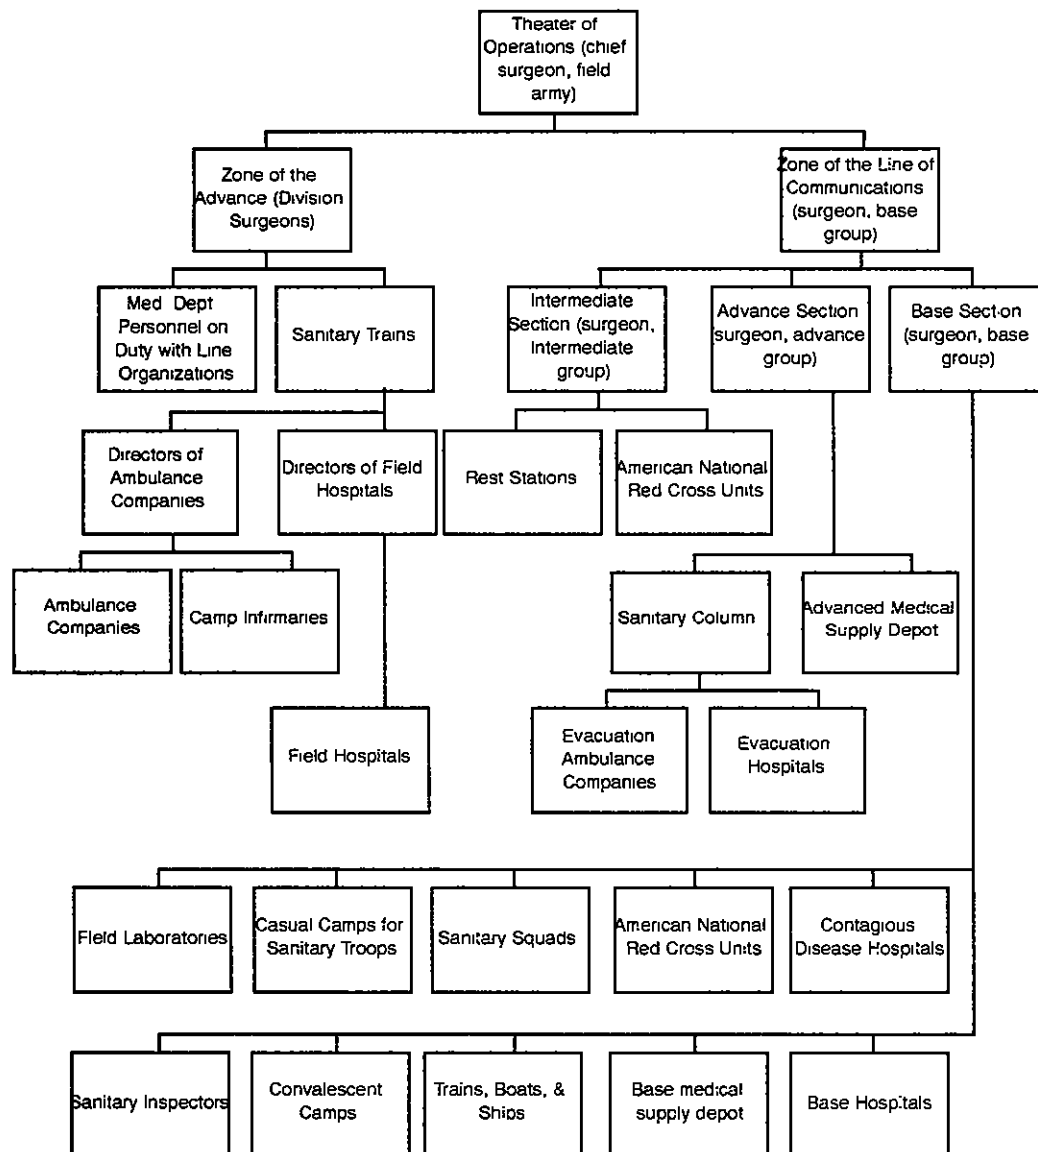 Theater of
Operations (chief
surgeon, field
army)
Zone of the
Advance (Division
Surgeons)
Zone of the Line of
Communications
(surgeon, base
group)
Med Dept
Personnel on
Duty with Line
Organizations
Sanitary Trains
Intermediate
Section (surgeon,
Intermediate
group)
Advance Section
(surgeon, advance
group)
Base Section
(surgeon, base
group)
Directors of
Ambulance
Companies
Directors of Field
Hospitals
Rest Stations
American National
Red Cross Units
Ambulance
Companies
Camp Infirmaries
Sanitary Column
Advanced Medical
Supply Depot
Field Hospitals
Evacuation
Ambulance
Companies
Evacuation
Hospitals
Field Laboratories
Casual Camps for
Sanitary Troops
Sanitary Squads
American National
Red Cross Units
Contagious
Disease Hospitals
Sanitary Inspectors
Convalescent
Camps
Trains, Boats, &
Ships
Base medical
supply depot
Base Hospitals